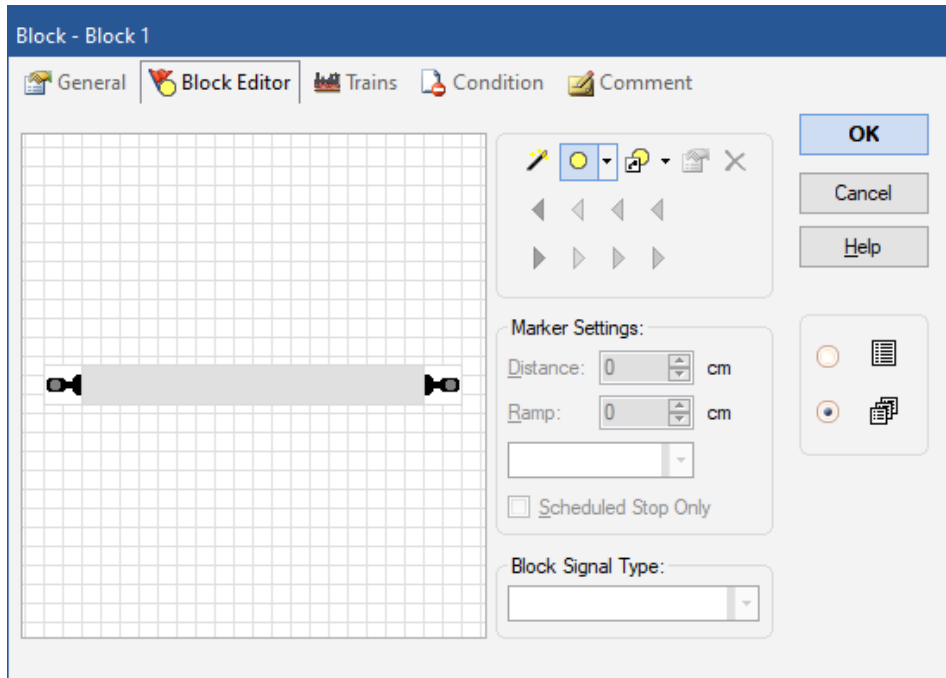 Block - Block 1
General Block Editor Trains Condition Comment
OK
Cancel
Help
Marker Settings:
Distance: 0 cm
Ramp: 0 cm
Scheduled Stop Only
Block Signal Type: